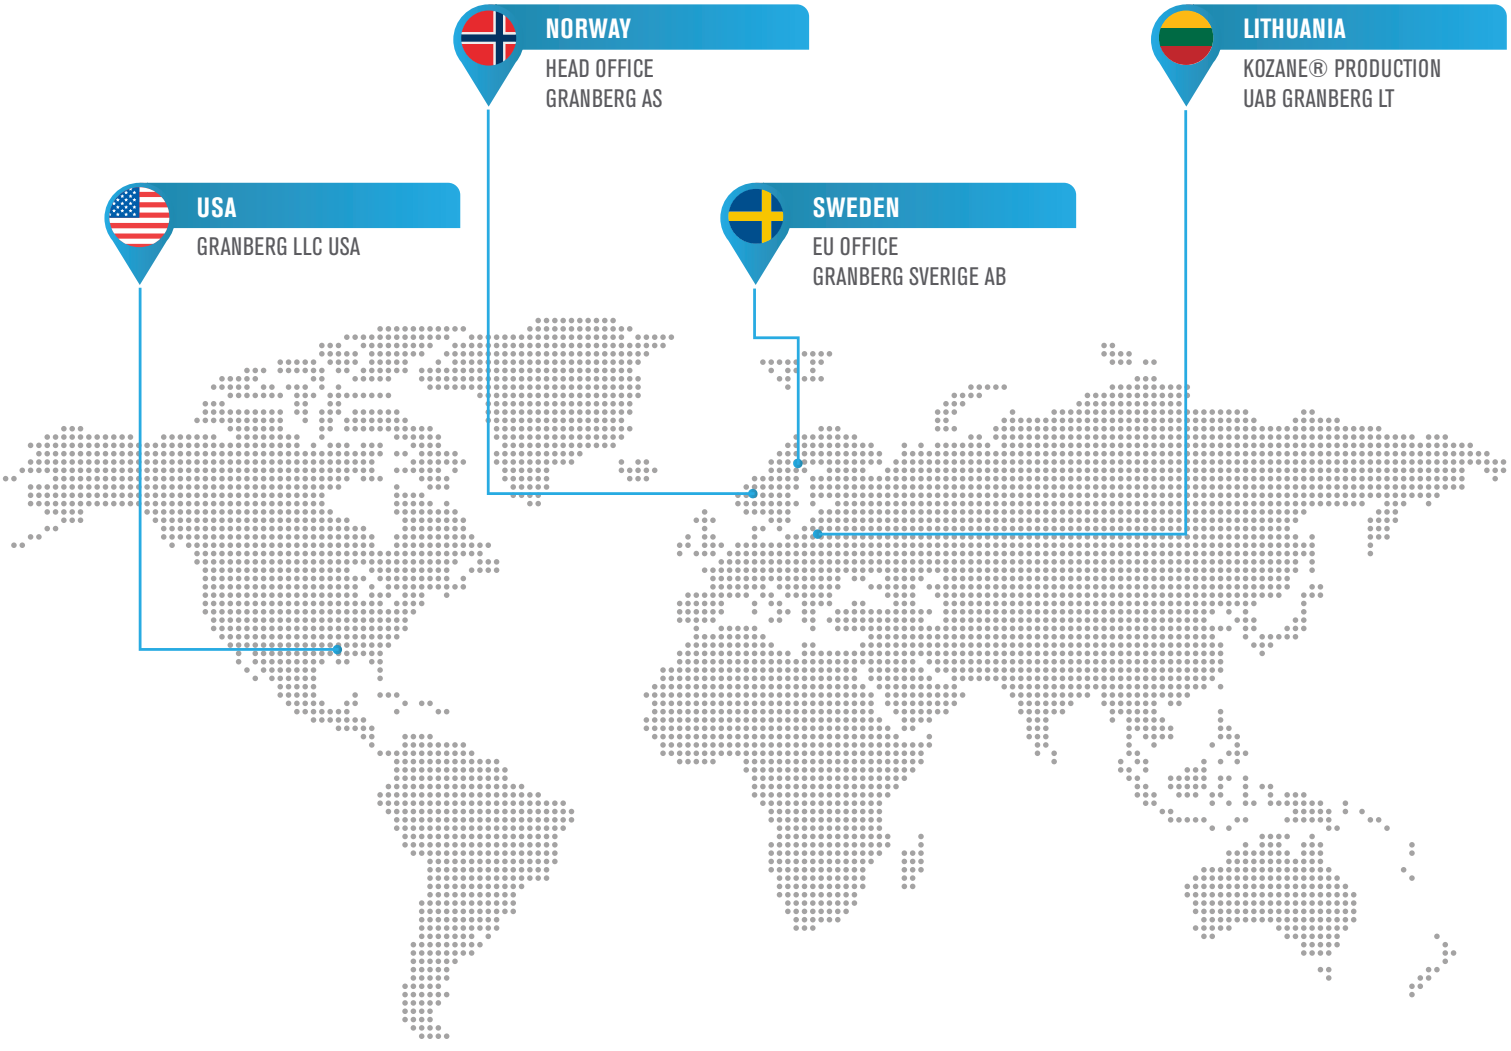 NORWAY
HEAD OFFICE
GRANBERG AS
LITHUANIA
KOZANE® PRODUCTION
UAB GRANBERG LT
USA
GRANBERG LLC USA
SWEDEN
EU OFFICE
GRANBERG SVERIGE AB